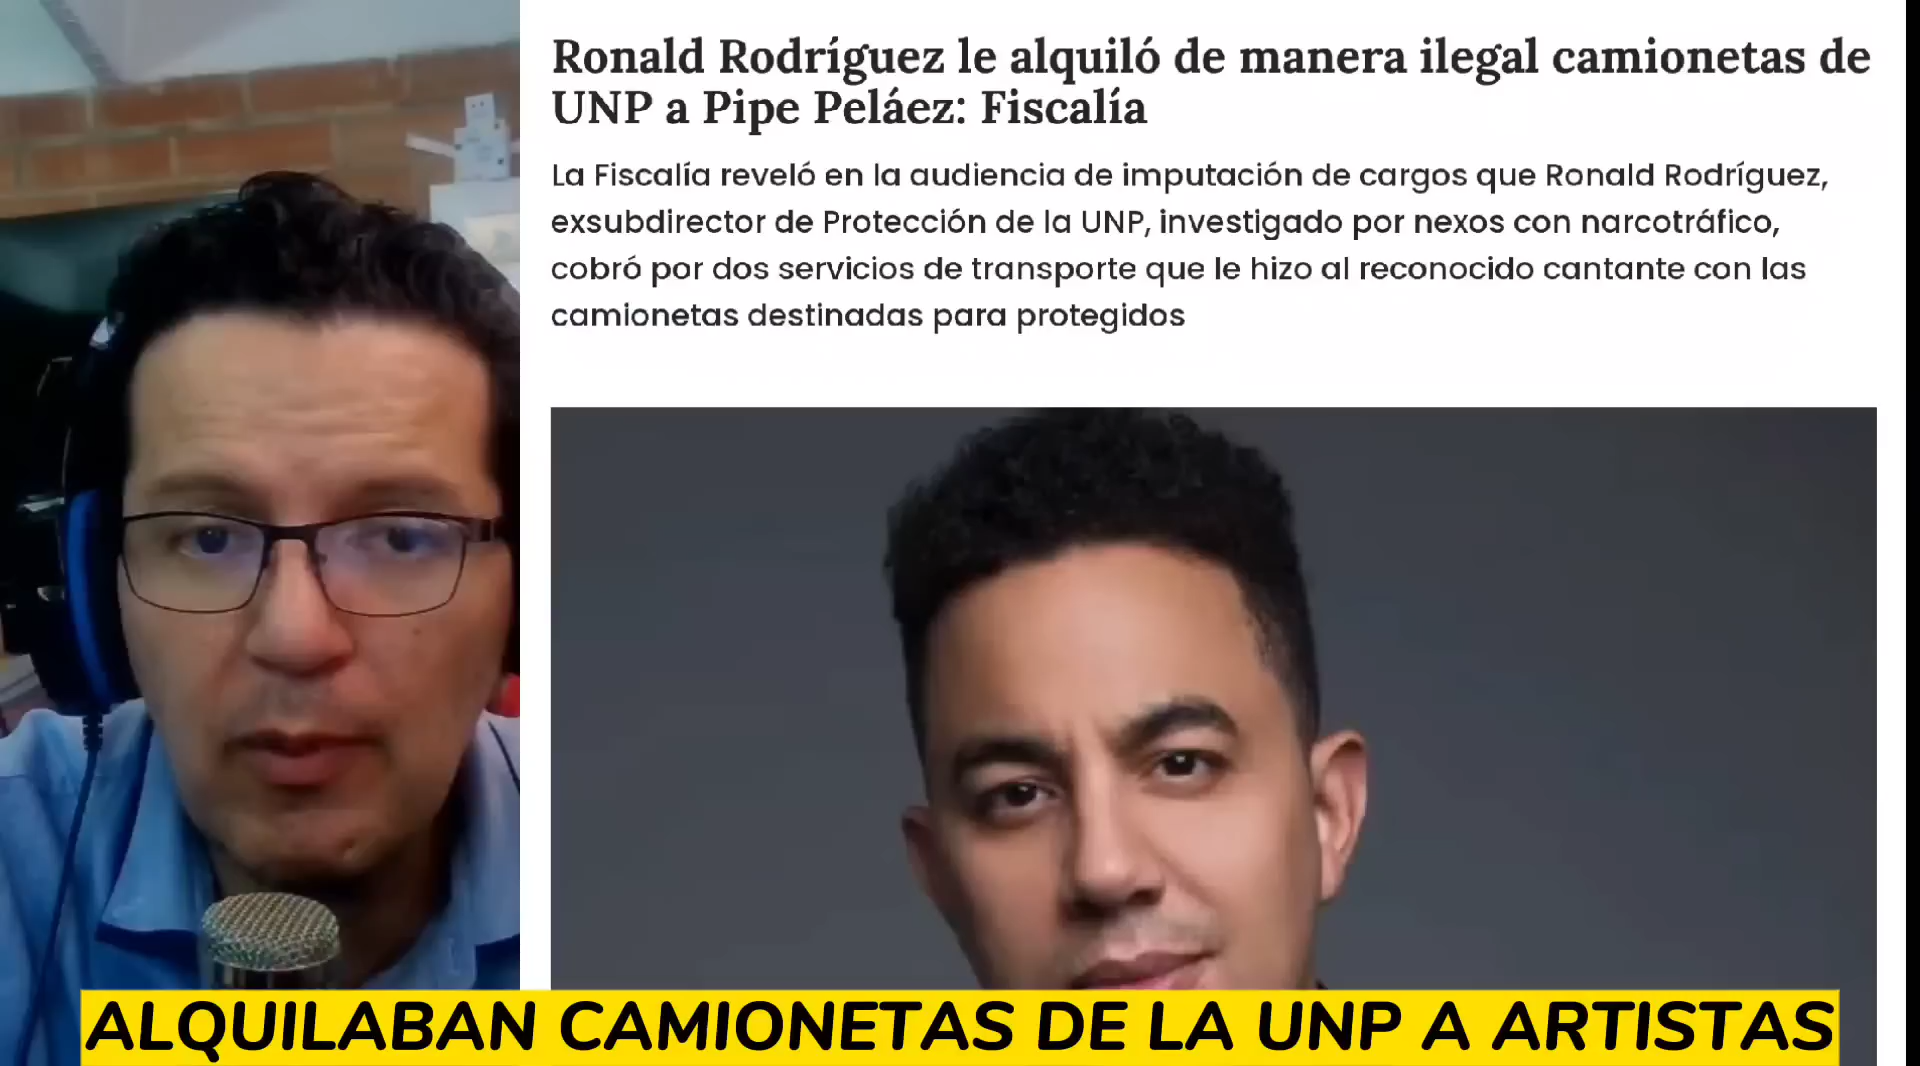 Ronald Rodríguez le alquiló de manera ilegal camionetas de
UNP a Pipe Peláez: Fiscalía
La Fiscalía reveló en la audiencia de imputación de cargos que Ronald Rodríguez,
exsubdirector de Protección de la UNP, investigado por nexos con narcotráfico,
cobró por dos servicios de transporte que le hizo al reconocido cantante con las
camionetas destinadas para protegidos
ALQUILABAN CAMIONETAS DE LA UNP A ARTISTAS